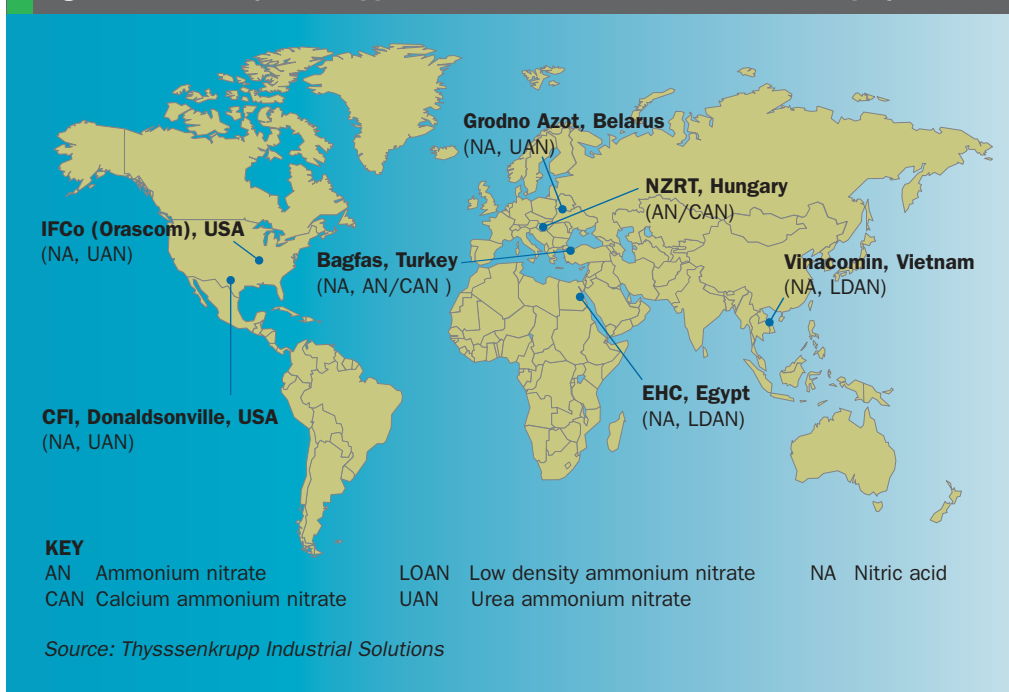 Grodno Azot, Belarus
(NA, UAN)
NZRT, Hungary
(AN/CAN)
IFCo (Orascom), USA
(NA, UAN)
Bagfas, Turkey
(NA, AN/CAN )
Vinacomin, Vietnam
(NA, LDAN)
EHC, Egypt
(NA, LDAN)
CFI, Donaldsonville, USA
(NA, UAN)
KEY
AN Ammonium nitrate
LOAN Low density ammonium nitrate
NA Nitric acid
CAN Calcium ammonium nitrate
UAN Urea ammonium nitrate
Source: Thysssenkrupp Industrial Solutions